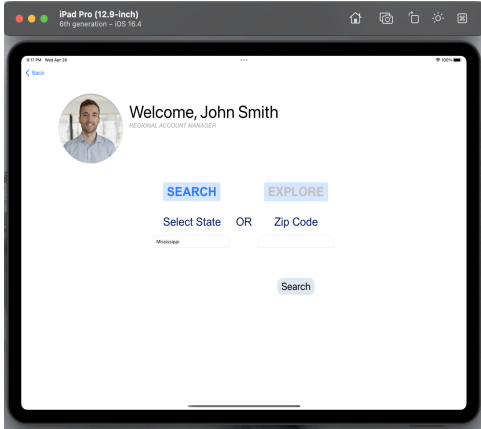 iPad Pro (12.9-inch)
6th generation – iOS 16.4
9:17 PM Wed Apr 26
100%
Back
Welcome, John Smith
REGIONAL ACCOUNT MANAGER
SEARCH EXPLORE
Select State OR Zip Code
Mississippi
Search